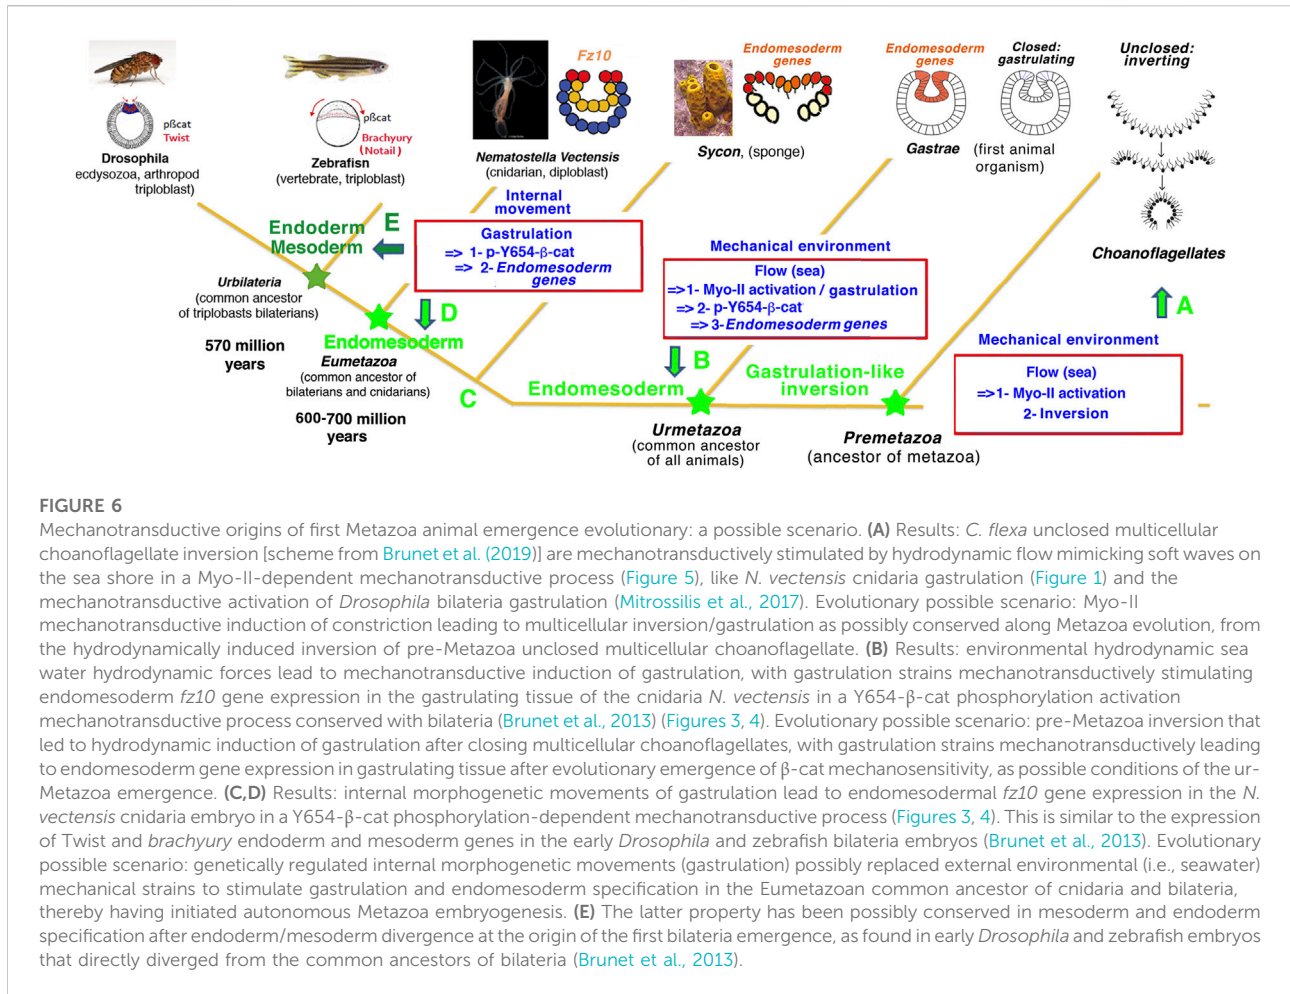 Fz10
Endomesoderm
genes
Endomesoderm
genes
Closed:
gastrulating
Unclosed:
inverting
pβcat
Twist
pβcat
Brachyury
(Notail)
Drosophila
ecdysozoa, arthropod
triploblast)
Zebrafisn
(vertebrate, triploblast)
Nematostella Vectensis
(cnidarian, diploblast)
Sycon, (sponge)
Gastrae
(first animal
organism)
Choanoflagellates
Internal
movement
Gastrulation
=> 1- p-Y654-β-cat
=> 2- Endomesoderm
genes
Endoderm
Mesoderm
E
Mechanical environment
Flow (sea)
=>1- Myo-II activation / gastrulation
=> 2- p-Y654-β-cat
=> 3-Endomesoderm genes
A
Mechanical environment
Flow (sea)
=>1- Myo-II activation
2- Inversion
Urbilateria
(common ancestor
of triplobasts bilaterians)
570 million
years
D
Endomesoderm
Eumetazoa
(common ancestor of
bilaterians and cnidarians)
600-700 million
years
C
Endomesoderm
B
Gastrulation-like
inversion
Urmetazoa
(common ancestor
of all animals)
Premetazoa
(ancestor of metazoa)
FIGURE 6
Mechanotransductive origins of first Metazoa animal emergence evolutionary: a possible scenario. (A) Results: C. flexa unclosed multicellular
choanoflagellate inversion [scheme from Brunet et al. (2019)] are mechanotransductively stimulated by hydrodynamic flow mimicking soft waves on
the sea shore in a Myo-II-dependent mechanotransductive process (Figure 5), like N. vectensis cnidaria gastrulation (Figure 1) and the
mechanotransductive activation of Drosophila bilateria gastrulation (Mitrossilis et al., 2017). Evolutionary possible scenario: Myo-II
mechanotransductive induction of constriction leading to multicellular inversion/gastrulation as possibly conserved along Metazoa evolution, from
the hydrodynamically induced inversion of pre-Metazoa unclosed multicellular choanoflagellate. (B) Results: environmental hydrodynamic sea
water hydrodynamic forces lead to mechanotransductive induction of gastrulation, with gastrulation strains mechanotransductively stimulating
endomesoderm fz10 gene expression in the gastrulating tissue of the cnidaria N. vectensis in a Y654-β-cat phosphorylation activation
mechanotransductive process conserved with bilateria (Brunet et al., 2013) (Figures 3, 4). Evolutionary possible scenario: pre-Metazoa inversion that
led to hydrodynamic induction of gastrulation after closing multicellular choanoflagellates, with gastrulation strains mechanotransductively leading
to endomesoderm gene expression in gastrulating tissue after evolutionary emergence of β-cat mechanosensitivity, as possible conditions of the ur-
Metazoa emergence. (C,D) Results: internal morphogenetic movements of gastrulation lead to endomesodermal fz10 gene expression in the N.
vectensis cnidaria embryo in a Y654-β-cat phosphorylation-dependent mechanotransductive process (Figures 3, 4). This is similar to the expression
of Twist and brachyury endoderm and mesoderm genes in the early Drosophila and zebrafish bilateria embryos (Brunet et al., 2013). Evolutionary
possible scenario: genetically regulated internal morphogenetic movements (gastrulation) possibly replaced external environmental (i.e., seawater)
mechanical strains to stimulate gastrulation and endomesoderm specification in the Eumetazoan common ancestor of cnidaria and bilateria,
thereby having initiated autonomous Metazoa embryogenesis. (E) The latter property has been possibly conserved in mesoderm and endoderm
specification after endoderm/mesoderm divergence at the origin of the first bilateria emergence, as found in early Drosophila and zebrafish embryos
that directly diverged from the common ancestors of bilateria (Brunet et al., 2013).